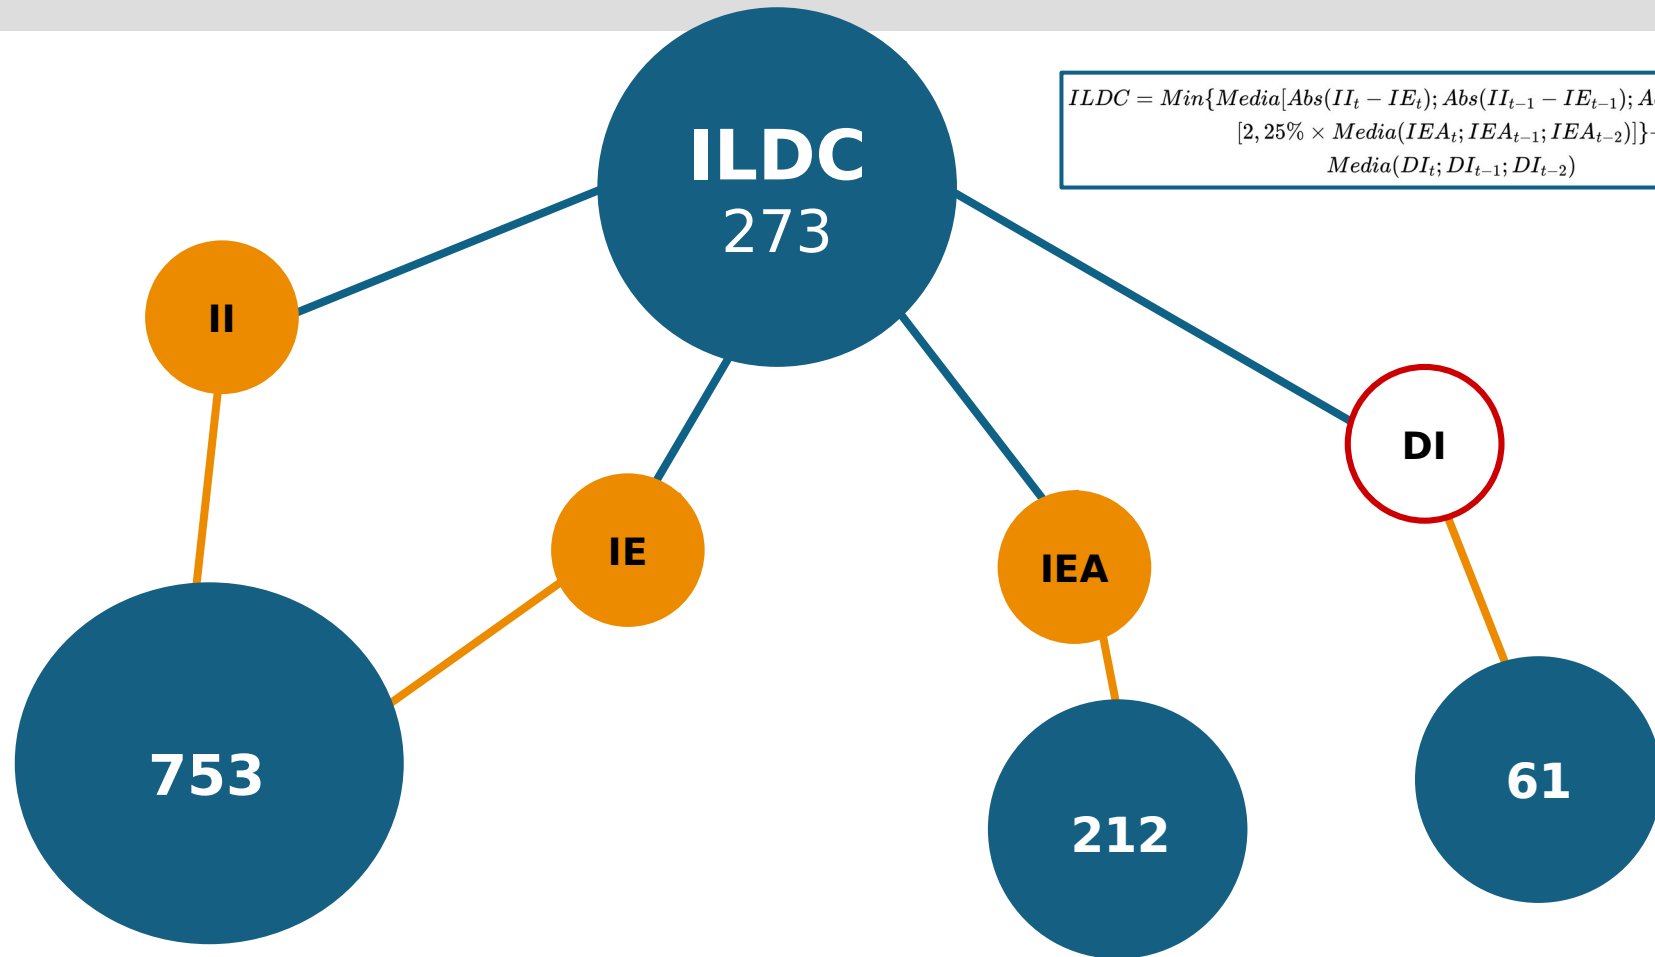 ILDC
273
ILDC = Min{Media[Abs(II_t − IE_t); Abs(II_{t−1} − IE_{t−1});
[2,25% × Media(IEA_t; IEA_{t−1}; IEA_{t−2})]}
Media(DI_t; DI_{t−1}; DI_{t−2})
II
DI
IE
IEA
753
61
212